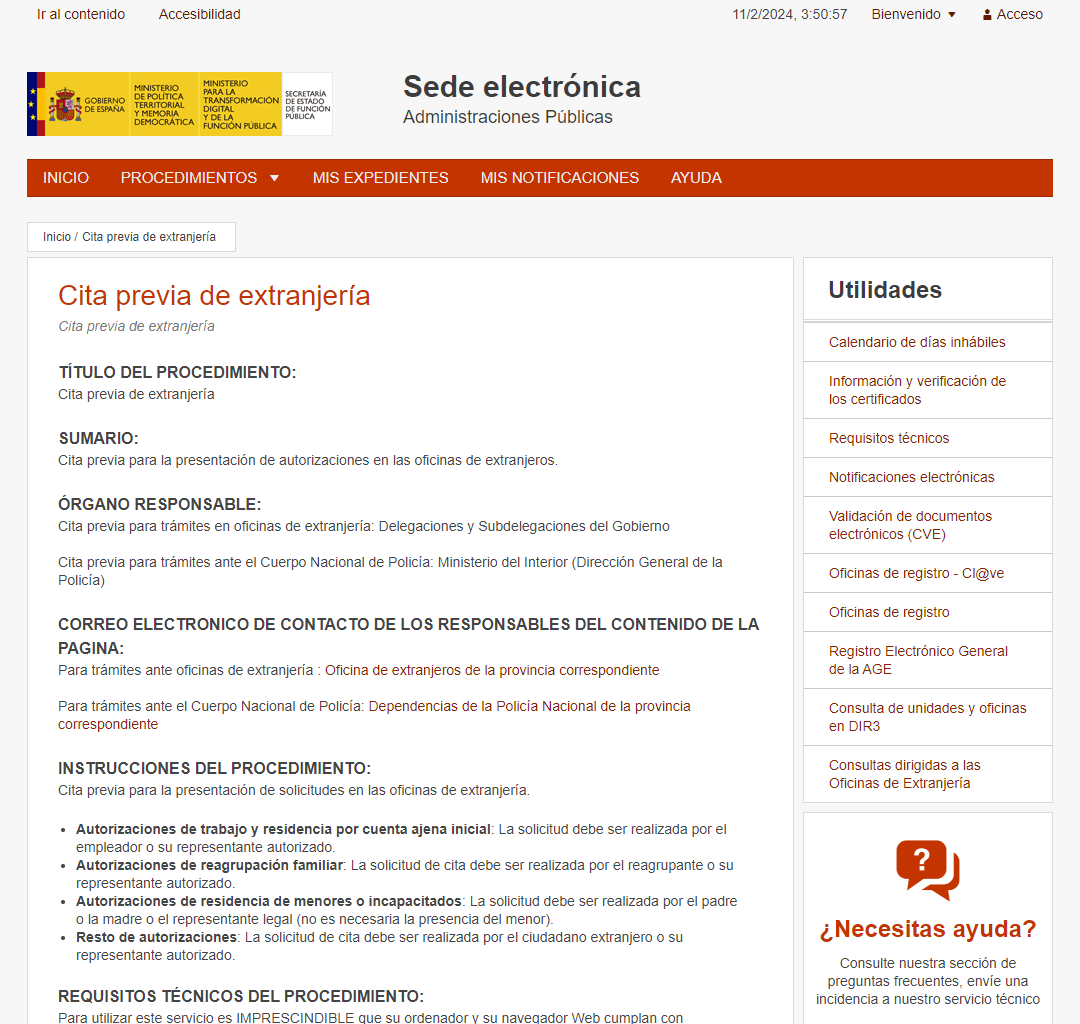 Ir al contenido
Accesibilidad
11/2/2024, 3:50:57
Bienvenido
Acceso
GOBIERNO
DE ESPAÑA
MINISTERIO
DE POLÍTICA
TERRITORIAL
Y MEMORIA
DEMOCRÁTICA
MINISTERIO
PARA LA
TRANSFORMACIÓN
DIGITAL
Y DE LA
FUNCIÓN PÚBLICA
SECRETARÍA
DE ESTADO
DE FUNCIÓN
PÚBLICA
Sede electrónica
Administraciones Públicas
INICIO
PROCEDIMIENTOS
MIS EXPEDIENTES
MIS NOTIFICACIONES
AYUDA
Inicio / Cita previa de extranjería
Cita previa de extranjería
Cita previa de extranjería
TÍTULO DEL PROCEDIMIENTO:
Cita previa de extranjería
SUMARIO:
Cita previa para la presentación de autorizaciones en las oficinas de extranjeros.
ÓRGANO RESPONSABLE:
Cita previa para trámites en oficinas de extranjería: Delegaciones y Subdelegaciones del Gobierno
Cita previa para trámites ante el Cuerpo Nacional de Policía: Ministerio del Interior (Dirección General de la
Policía)
CORREO ELECTRONICO DE CONTACTO DE LOS RESPONSABLES DEL CONTENIDO DE LA
PAGINA:
Para trámites ante oficinas de extranjería : Oficina de extranjeros de la provincia correspondiente
Para trámites ante el Cuerpo Nacional de Policía: Dependencias de la Policía Nacional de la provincia
correspondiente
INSTRUCCIONES DEL PROCEDIMIENTO:
Cita previa para la presentación de solicitudes en las oficinas de extranjería.
• Autorizaciones de trabajo y residencia por cuenta ajena inicial: La solicitud debe ser realizada por el
empleador o su representante autorizado.
• Autorizaciones de reagrupación familiar: La solicitud de cita debe ser realizada por el reagrupante o su
representante autorizado.
• Autorizaciones de residencia de menores o incapacitados: La solicitud debe ser realizada por el padre
o la madre o el representante legal (no es necesaria la presencia del menor).
• Resto de autorizaciones: La solicitud de cita debe ser realizada por el ciudadano extranjero o su
representante autorizado.
REQUISITOS TÉCNICOS DEL PROCEDIMIENTO:
Para utilizar este servicio es IMPRESCINDIBLE que su ordenador y su navegador Web cumplan con
Utilidades
Calendario de días inhábiles
Información y verificación de
los certificados
Requisitos técnicos
Notificaciones electrónicas
Validación de documentos
electrónicos (CVE)
Oficinas de registro - Cl@ve
Oficinas de registro
Registro Electrónico General
de la AGE
Consulta de unidades y oficinas
en DIR3
Consultas dirigidas a las
Oficinas de Extranjería
?
¿Necesitas ayuda?
Consulte nuestra sección de
preguntas frecuentes, envíe una
incidencia a nuestro servicio técnico